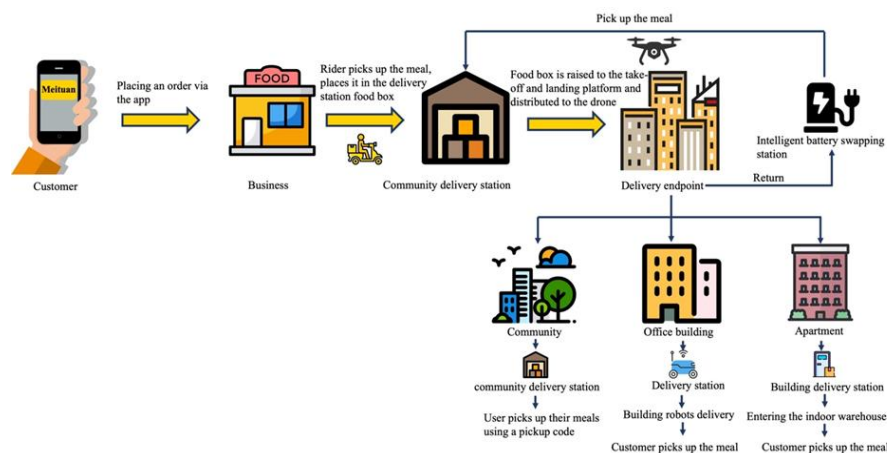 Pick up the meal
Meituan
Placing an order via
the app
FOOD
Rider picks up the meal,
places it in the delivery
station food box
Food box is raised to the take-
off and landing platform and
distributed to the drone
Intelligent battery swapping
station
Customer
Business
Community delivery station
Delivery endpoint
Return
Community
Office building
Apartment
community delivery station
Delivery station
Building delivery station
User picks up their meals
using a pickup code
Building robots delivery
Entering the indoor warehouse
Customer picks up the meal
Customer picks up the meal